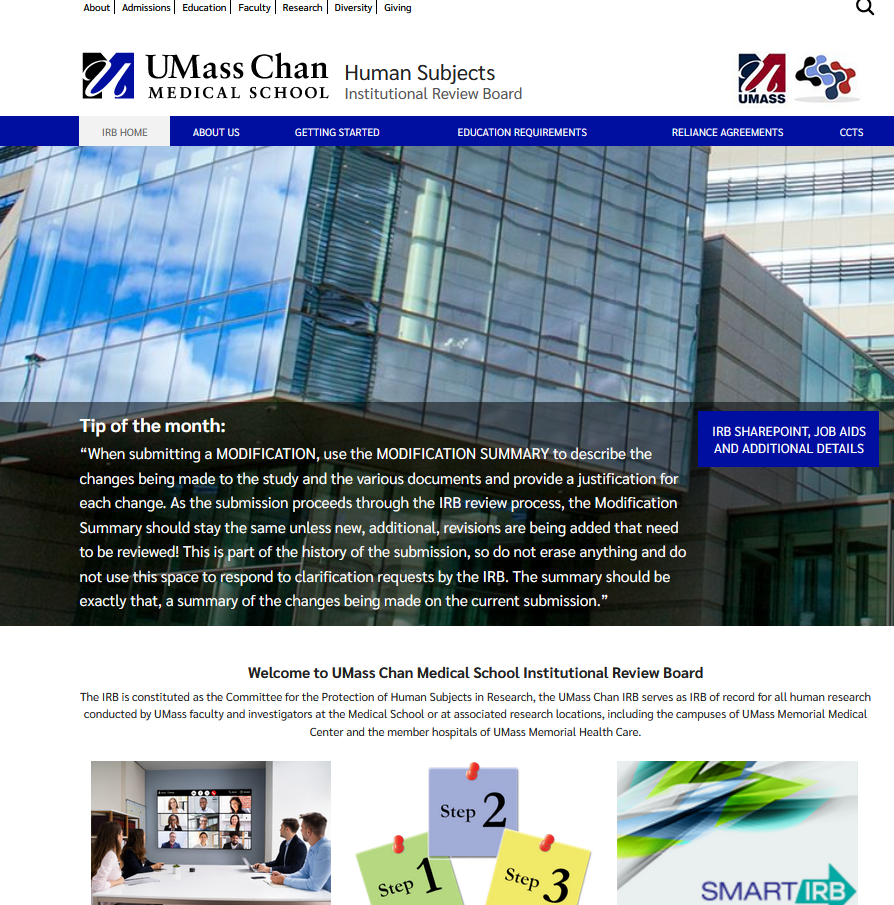 About
Admissions
Education
Faculty
Research
Diversity
Giving
UMass Chan
MEDICAL SCHOOL
Human Subjects
Institutional Review Board
UMASS
IRB HOME
ABOUT US
GETTING STARTED
EDUCATION REQUIREMENTS
RELIANCE AGREEMENTS
CCTS
Tip of the month:
“When submitting a MODIFICATION, use the MODIFICATION SUMMARY to describe the
changes being made to the study and the various documents and provide a justification for
each change. As the submission proceeds through the IRB review process, the Modification
Summary should stay the same unless new, additional, revisions are being added that need
to be reviewed! This is part of the history of the submission, so do not erase anything and do
not use this space to respond to clarification requests by the IRB. The summary should be
exactly that, a summary of the changes being made on the current submission.”
IRB SHAREPOINT, JOB AIDS
AND ADDITIONAL DETAILS
Welcome to UMass Chan Medical School Institutional Review Board
The IRB is constituted as the Committee for the Protection of Human Subjects in Research, the UMass Chan IRB serves as IRB of record for all human research
conducted by UMass faculty and investigators at the Medical School or at associated research locations, including the campuses of UMass Memorial Medical
Center and the member hospitals of UMass Memorial Health Care.
Step 1
Step 2
Step 3
SMART IRB